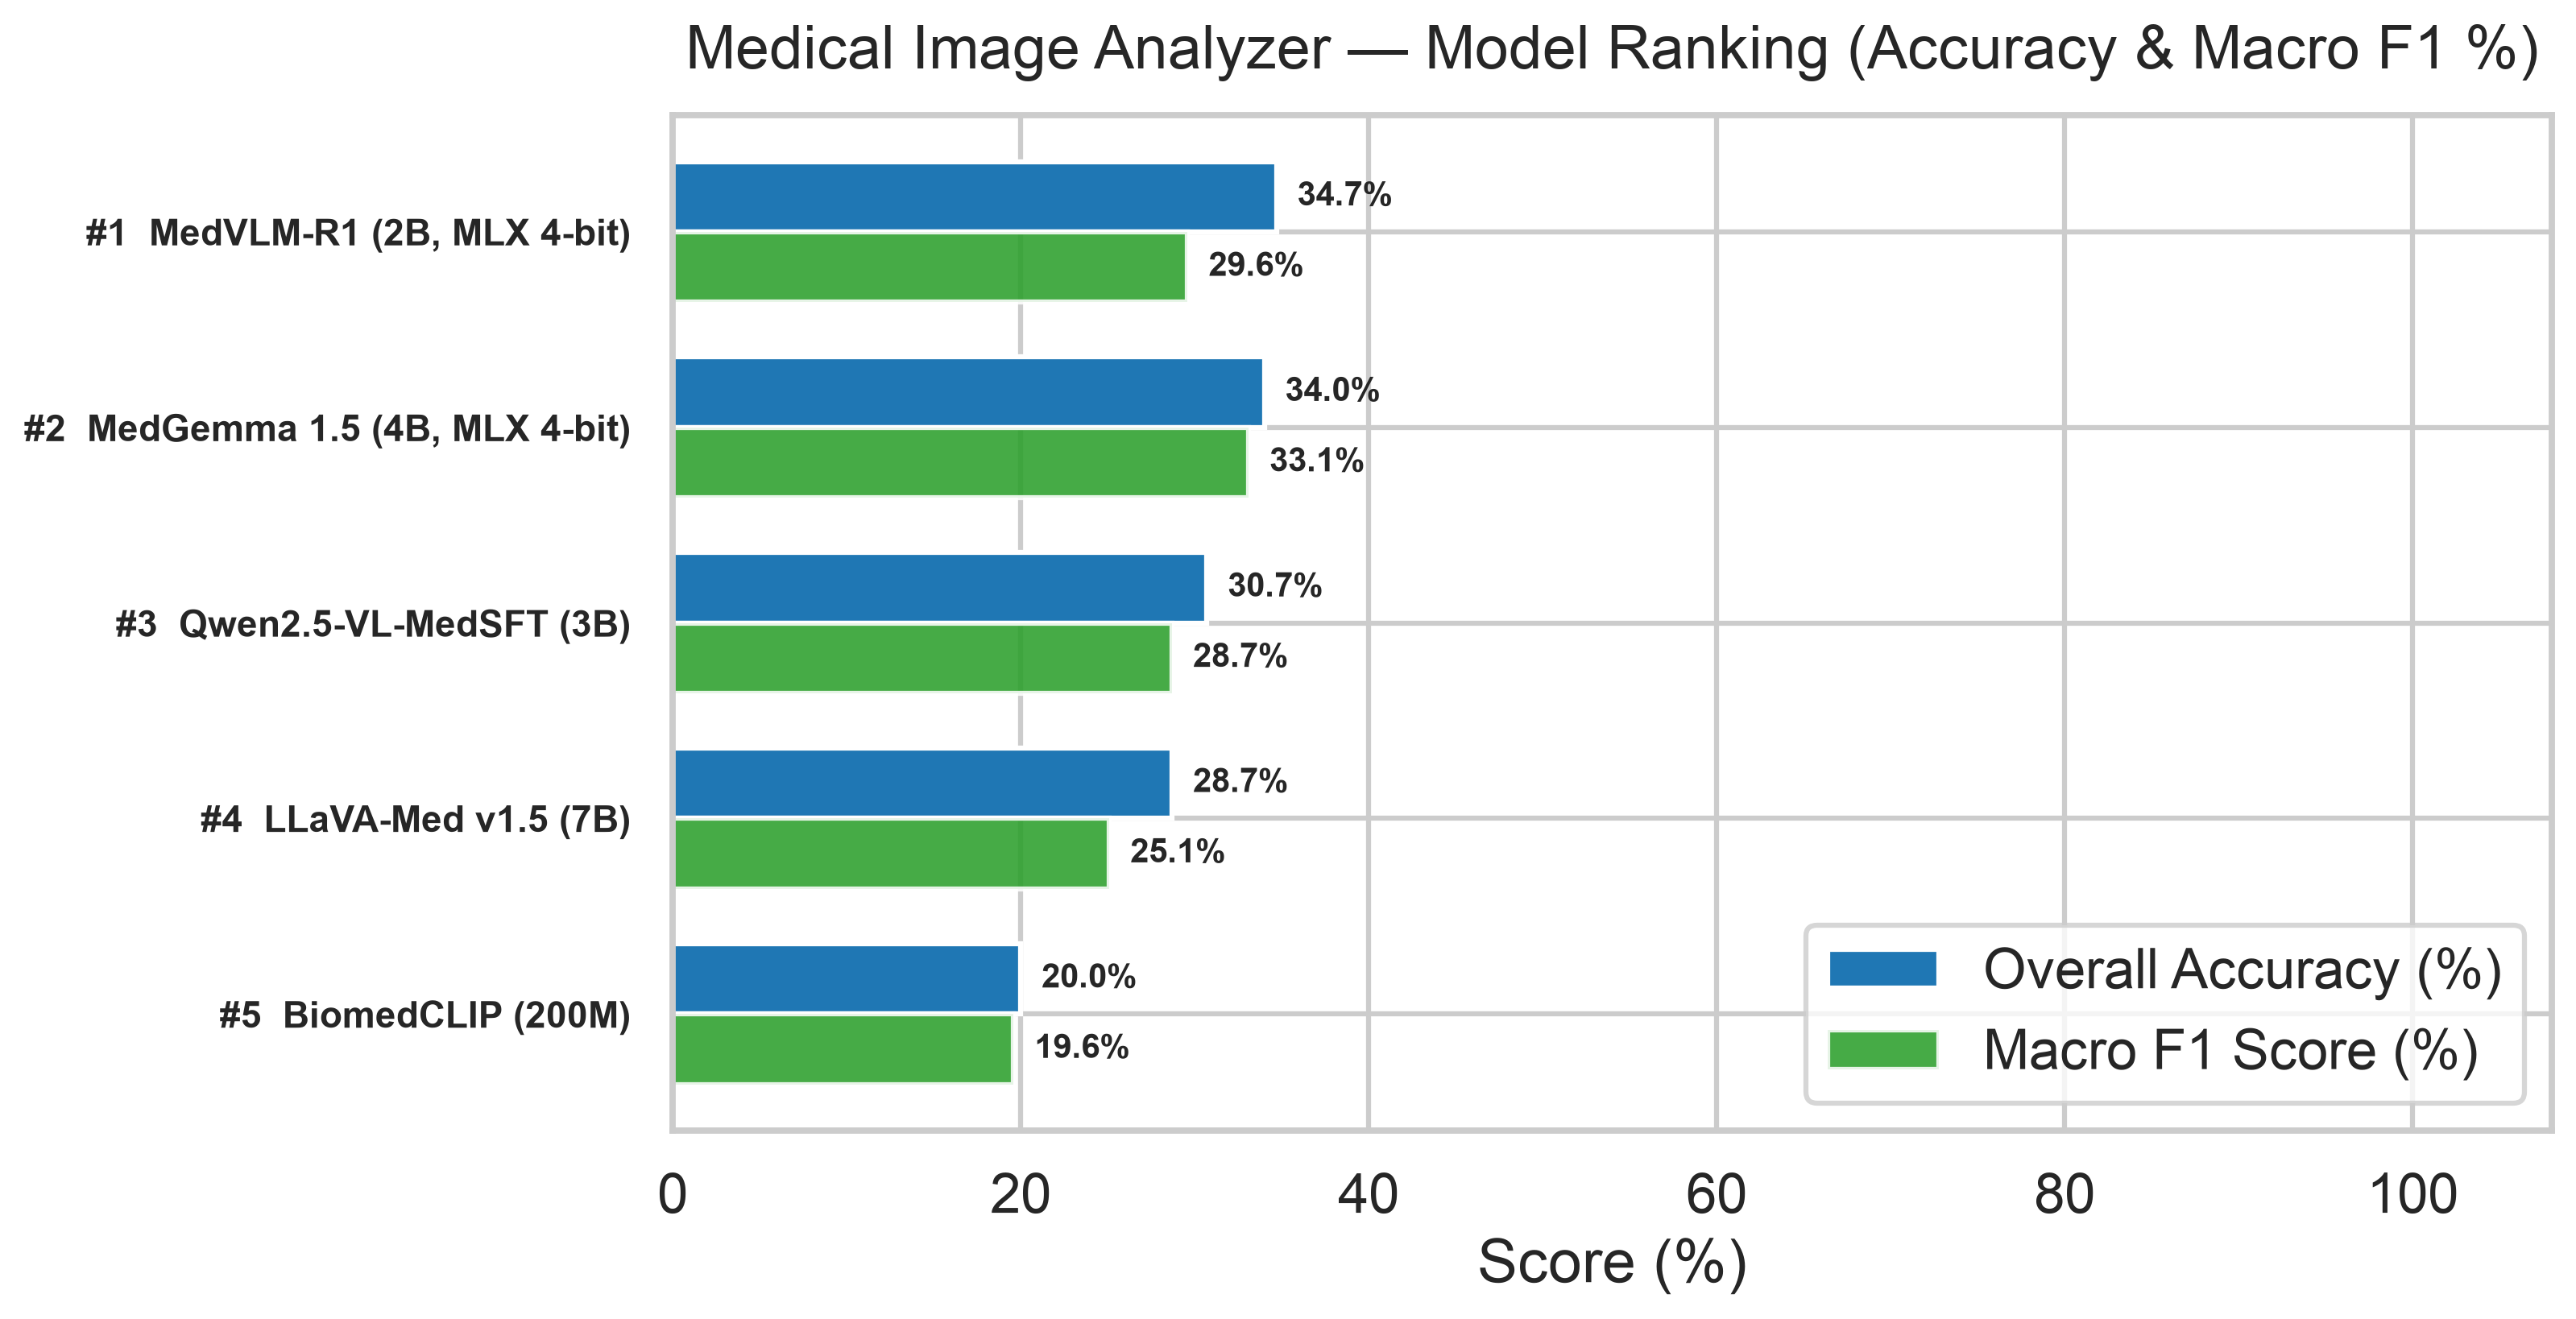 Medical Image Analyzer — Model Ranking (Accuracy & Macro F1 %)
#1 MedVLM-R1 (2B, MLX 4-bit)
34.7%
29.6%
#2 MedGemma 1.5 (4B, MLX 4-bit)
34.0%
33.1%
#3 Qwen2.5-VL-MedSFT (3B)
30.7%
28.7%
#4 LLaVA-Med v1.5 (7B)
28.7%
25.1%
#5 BiomedCLIP (200M)
20.0%
19.6%
Overall Accuracy (%)
Macro F1 Score (%)
0 20 40 60 80 100
Score (%)